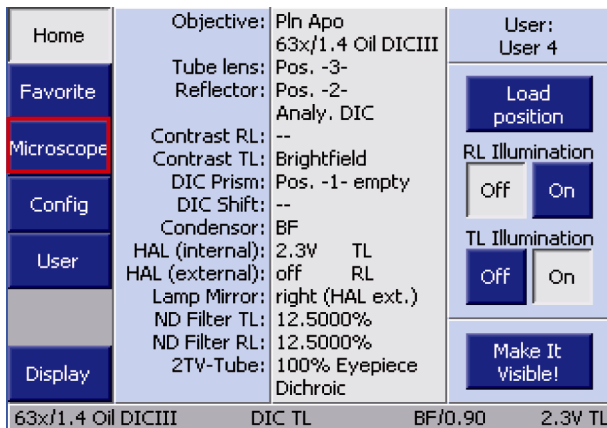 Home
Favorite
Microscope
Config
User
Display
Objective: Pln Apo
63x/1.4 Oil DICIII
Tube lens: Pos. -3-
Reflector: Pos. -2-
Analy. DIC
Contrast RL: --
Contrast TL: Brightfield
DIC Prism: Pos. -1- empty
DIC Shift: --
Condensor: BF
HAL (internal): 2.3V TL
HAL (external): off RL
Lamp Mirror: right (HAL ext.)
ND Filter TL: 12.5000%
ND Filter RL: 12.5000%
2TV-Tube: 100% Eyepiece
Dichroic
User:
User 4
Load
position
RL Illumination
Off On
TL Illumination
Off On
Make It
Visible!
63x/1.4 Oil DICIII DIC TL BF/0.90 2.3V TL